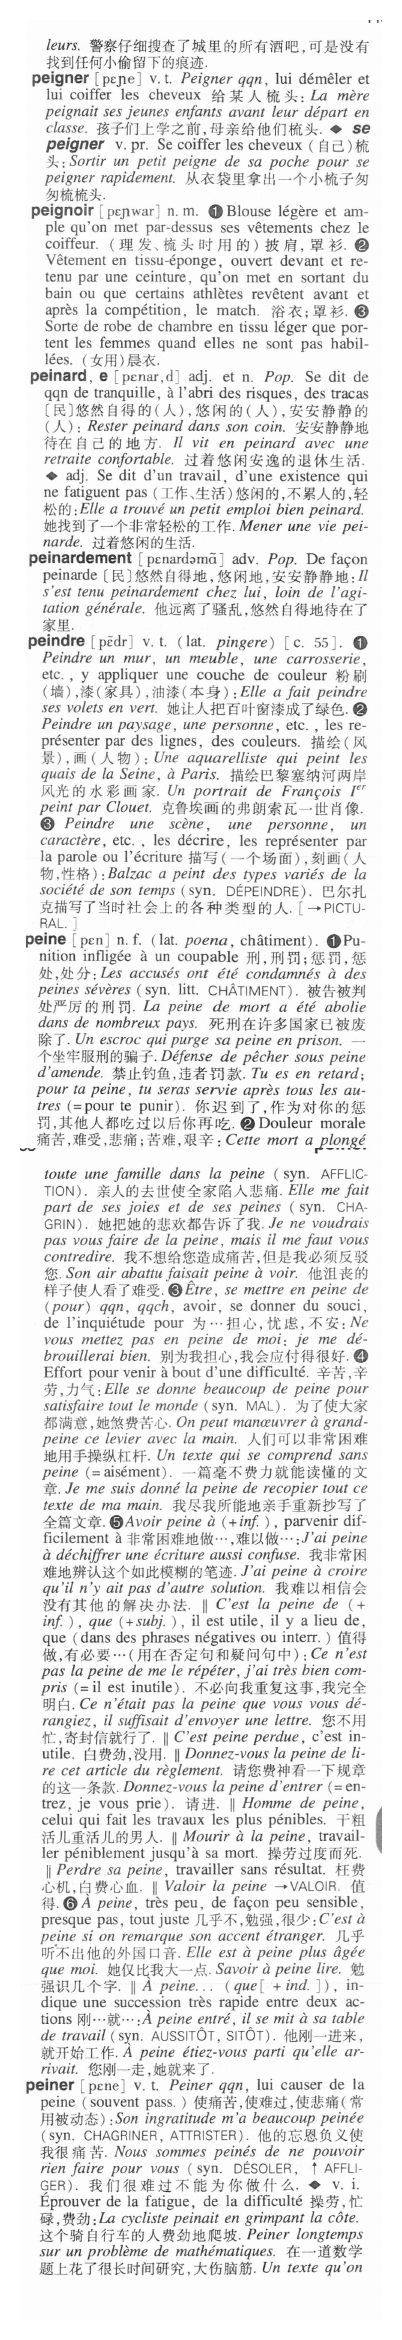 leurs. 警察仔细搜查了城里的所有酒吧,可是没有
找到任何小偷留下的痕迹.
peigner [peɲe] v. t. Peigner qqn, lui démêler et
lui coiffer les cheveux 给某人梳头: La mère
peignait ses jeunes enfants avant leur départ en
classe. 孩子们上学之前,母亲给他们梳头. ◆ se
peigner v. pr. Se coiffer les cheveux (自己)梳
头: Sortir un petit peigne de sa poche pour se
peigner rapidement. 从衣袋里拿出一个小梳子匆
匆梳梳头.
peignoir [pɛɲwar] n. m. ❶ Blouse légère et am-
ple qu'on met par-dessus ses vêtements chez le
coiffeur. (理发、梳头时用的)披肩,罩衫. ❷
Vêtement en tissu-éponge, ouvert devant et re-
tenu par une ceinture, qu'on met en sortant du
bain ou que certains athlètes revêtent avant et
après la compétition, le match. 浴衣;罩衫. ❸
Sorte de robe de chambre en tissu léger que por-
tent les femmes quand elles ne sont pas habil-
lées. (女用)晨衣.
peinard, e [pɛnar,d] adj. et n. Pop. Se dit de
qqn de tranquille, à l'abri des risques, des tracas
[民]悠然自得的(人),悠闲的(人),安安静静的
(人): Rester peinard dans son coin. 安安静静地
待在自己的地方. Il vit en peinard avec une
retraite confortable. 过着悠闲安逸的退休生活.
◆ adj. Se dit d'un travail, d'une existence qui
ne fatiguent pas (工作、生活)悠闲的,不累人的,轻
松的: Elle a trouvé un petit emploi bien peinard.
她找到了一个非常轻松的工作. Mener une vie pei-
narde. 过着悠闲的生活.
peinardement [pɛnardəmɑ̃] adv. Pop. De façon
peinarde [民]悠然自得地,悠闲地,安安静静地: Il
s'est tenu peinardement chez lui, loin de l'agi-
tation générale. 他远离了骚乱,悠然自得地待在了
家里.
peindre [pɛ̃dr] v. t. (lat. pingere) [c. 55]. ❶
Peindre un mur, un meuble, une carrosserie,
etc., y appliquer une couche de couleur 粉刷
(墙),漆(家具),油漆(本身): Elle a fait peindre
ses volets en vert. 她让人把百叶窗漆成了绿色. ❷
Peindre un paysage, une personne, etc., les re-
présenter par des lignes, des couleurs. 描绘(风
景),画(人物): Une aquarelliste qui peint les
quais de la Seine, à Paris. 描绘巴黎塞纳河两岸
风光的水彩画家. Un portrait de François Ier
peint par Clouet. 克鲁埃画的弗朗索瓦一世肖像.
❸ Peindre une scène, une personne, un
caractère, etc., les décrire, les représenter par
la parole ou l'écriture 描写(一个场面),刻画(人
物,性格): Balzac a peint des types variés de la
société de son temps (syn. DÉPEINDRE). 巴尔扎
克描写了当时社会上的各种类型的人. [→PICTU-
RAL.]
peine [pɛn] n. f. (lat. poena, châtiment). ❶Pu-
nition infligée à un coupable 刑,刑罚;惩罚,惩
处,处分: Les accusés ont été condamnés à des
peines sévères (syn. litt. CHÂTIMENT). 被告被判
处严厉的刑罚. La peine de mort a été abolie
dans de nombreux pays. 死刑在许多国家已被废
除了. Un escroc qui purge sa peine en prison. 一
个坐牢服刑的骗子. Défense de pêcher sous peine
d'amende. 禁止钓鱼,违者罚款. Tu es en retard;
pour ta peine, tu seras servie après tous les au-
tres (=pour te punir). 你迟到了,作为对你的惩
罚,其他人都吃过以后你再吃. ❷ Douleur morale
痛苦,难受,悲痛;苦难,艰辛: Cette mort a plongé
toute une famille dans la peine (syn. AFFLIC-
TION). 亲人的去世使全家陷入悲痛. Elle me fait
part de ses joies et de ses peines (syn. CHA-
GRIN). 她把她的悲欢都告诉了我. Je ne voudrais
pas vous faire de la peine, mais il me faut vous
contredire. 我不想给您造成痛苦,但是我必须反驳
您. Son air abattu faisait peine à voir. 他沮丧的
样子使人看了难受. ❸ Être, se mettre en peine de
(pour) qqn, qqch, avoir, se donner du souci,
de l'inquiétude pour 为…担心,忧虑,不安: Ne
vous mettez pas en peine de moi; je me dé-
brouillerai bien. 别为我担心,我会应付得很好. ❹
Effort pour venir à bout d'une difficulté. 辛苦,辛
劳,力气: Elle se donne beaucoup de peine pour
satisfaire tout le monde (syn. MAL). 为了使大家
都满意,她煞费苦心. On peut manœuvrer à grand-
peine ce levier avec la main. 人们可以非常困难
地用手操纵杠杆. Un texte qui se comprend sans
peine (=aisément). 一篇毫不费力就能读懂的文
章. Je me suis donné la peine de recopier tout ce
texte de ma main. 我尽我所能地亲手重新抄写了
全篇文章. ❺Avoir peine à (+inf.), parvenir dif-
ficilement à 非常困难地做…,难以做…: J'ai peine
à déchiffrer une écriture aussi confuse. 我非常困
难地辨认这个如此模糊的笔迹. J'ai peine à croire
qu'il n'y ait pas d'autre solution. 我难以相信会
没有其他的解决办法. ‖ C'est la peine de (+
inf.), que (+subj.), il est utile, il y a lieu de,
que (dans des phrases négatives ou interr.) 值得
做,有必要…(用在否定句和疑问句中): Ce n'est
pas la peine de me le répéter, j'ai très bien com-
pris (=il est inutile). 不必向我重复这事,我完全
明白. Ce n'était pas la peine que vous vous dé-
rangiez, il suffisait d'envoyer une lettre. 您不用
忙,寄封信就行了. ‖ C'est peine perdue, c'est in-
utile. 白费劲,没用. ‖ Donnez-vous la peine de li-
re cet article du règlement. 请您费神看一下规章
的这一条款. Donnez-vous la peine d'entrer (=en-
trez, je vous prie). 请进. ‖ Homme de peine,
celui qui fait les travaux les plus pénibles. 干粗
活儿重活儿的男人. ‖ Mourir à la peine, travail-
ler péniblement jusqu'à sa mort. 操劳过度而死.
‖ Perdre sa peine, travailler sans résultat. 枉费
心机,白费心血. ‖ Valoir la peine →VALOIR. 值
得. ❻ À peine, très peu, de façon peu sensible,
presque pas, tout juste 几乎不,勉强,很少: C'est à
peine si on remarque son accent étranger. 几乎
听不出他的外国口音. Elle est à peine plus âgée
que moi. 她仅比我大一点. Savoir à peine lire. 勉
强识几个字. ‖ À peine... (que[+ind.]), in-
dique une succession très rapide entre deux ac-
tions 刚…就…: À peine entré, il se mit à sa table
de travail (syn. AUSSITÔT, SITÔT). 他刚一进来,
就开始工作. À peine étiez-vous parti qu'elle ar-
rivait. 您刚一走,她就来了.
peiner [pene] v. t. Peiner qqn, lui causer de la
peine (souvent pass.) 使痛苦,使难过,使悲痛(常
用被动态): Son ingratitude m'a beaucoup peinée
(syn. CHAGRINER, ATTRISTER). 他的忘恩负义使
我很痛苦. Nous sommes peinés de ne pouvoir
rien faire pour vous (syn. DÉSOLER, ↑ AFFLI-
GER). 我们很难过不能为你做什么. ◆ v. i.
Éprouver de la fatigue, de la difficulté 操劳,忙
碌,费劲: La cycliste peinait en grimpant la côte.
这个骑自行车的人费劲地爬坡. Peiner longtemps
sur un problème de mathématiques. 在一道数学
题上花了很长时间研究,大伤脑筋. Un texte qu'on